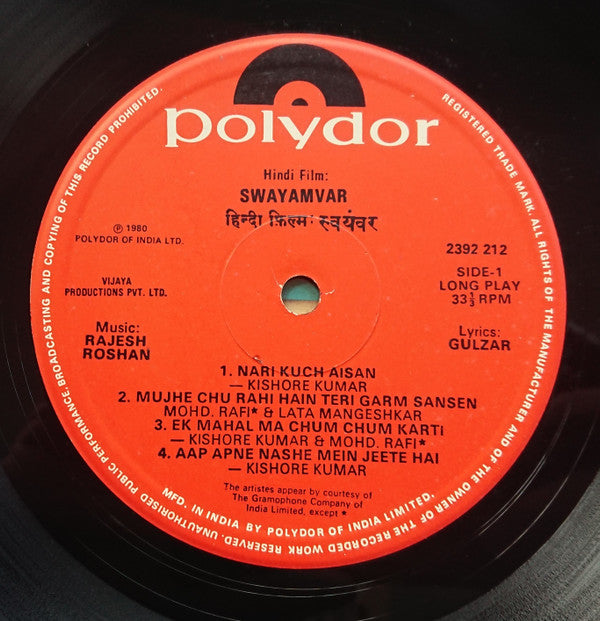 polydor
Hindi Film:
SWAYAMVAR
हिन्दी फ़िल्म: स्वयंवर
℗ 1980
POLYDOR OF INDIA LTD.
2392 212
VIJAYA
PRODUCTIONS PVT. LTD.
SIDE-1
LONG PLAY
33⅓ RPM
Music:
RAJESH
ROSHAN
Lyrics:
GULZAR
1. NARI KUCH AISAN
— KISHORE KUMAR
2. MUJHE CHU RAHI HAIN TERI GARM SANSEN
MOHD. RAFI* & LATA MANGESHKAR
3. EK MAHAL MA CHUM CHUM KARTI
— KISHORE KUMAR & MOHD. RAFI*
4. AAP APNE NASHE MEIN JEETE HAI
— KISHORE KUMAR
The artistes appear by courtesy of
The Gramophone Company of
India Limited, except *
MFD. IN INDIA BY POLYDOR OF INDIA LIMITED.
REGISTERED TRADE MARK. ALL RIGHTS OF THE MANUFACTURER AND OF THE OWNER OF THE RECORDED WORK RESERVED. UNAUTHORISED PUBLIC PERFORMANCE, BROADCASTING AND COPYING OF THIS RECORD PROHIBITED.